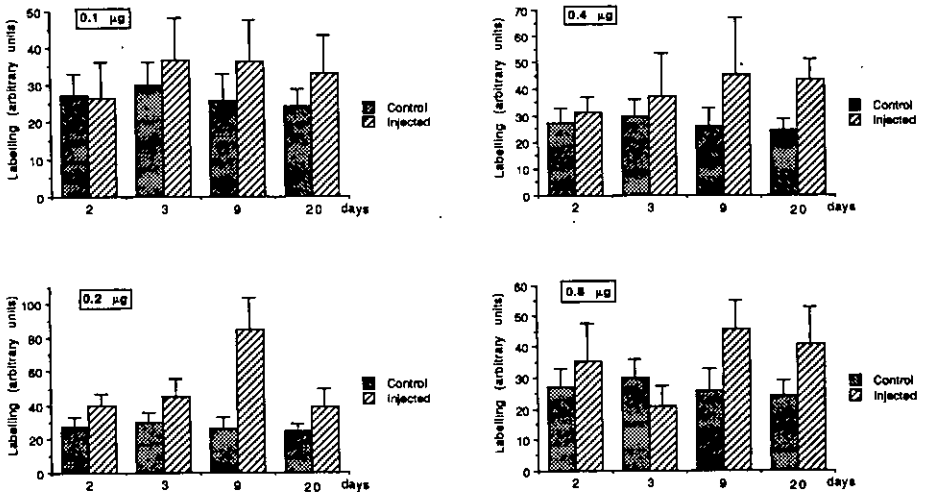 0.1 µg
Labelling (arbitrary units)
50
40
30
20
10
0
2 3 9 20 days
Control
Injected
0.4 µg
Labelling (arbitrary units)
70
60
50
40
30
20
10
0
2 3 9 20 days
Control
Injected
0.2 µg
Labelling (arbitrary units)
100
80
60
40
20
0
2 3 9 20 days
Control
Injected
0.8 µg
Labelling (arbitrary units)
60
50
40
30
20
10
0
2 3 9 20 days
Control
Injected